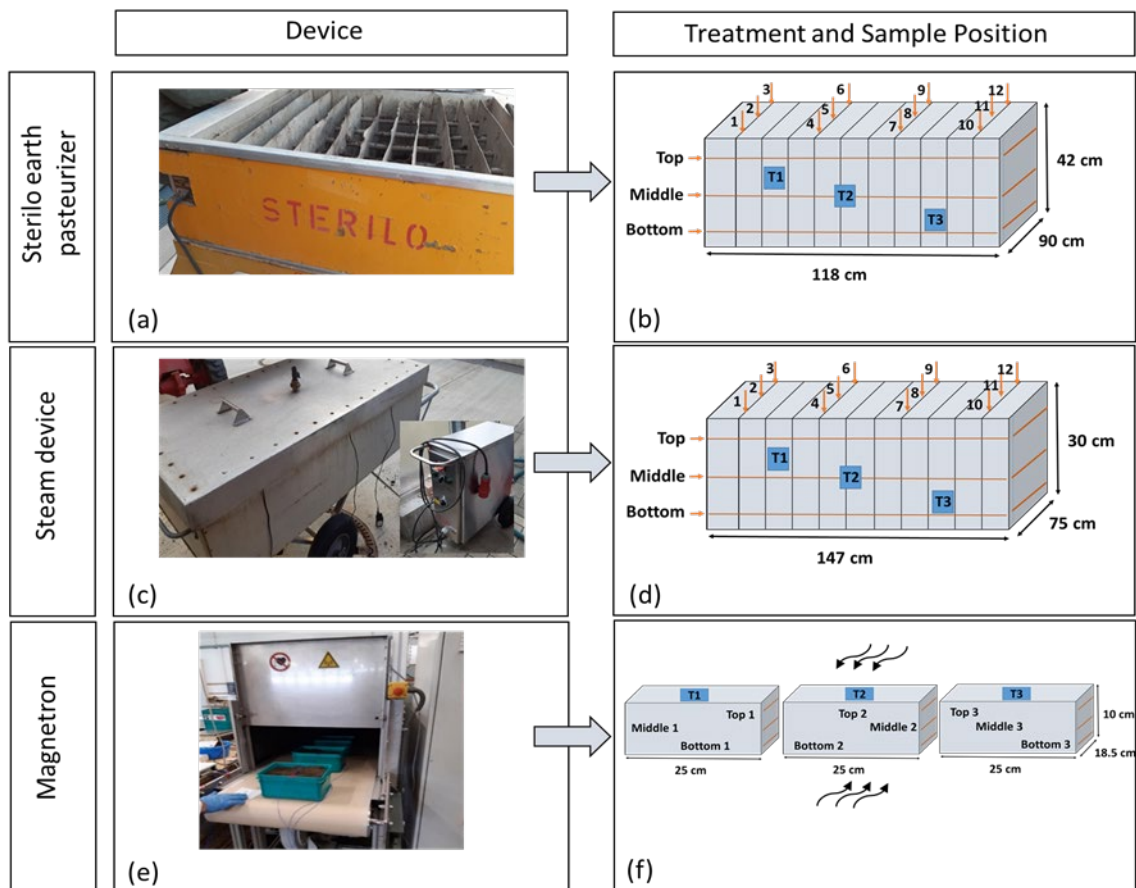 Device
Treatment and Sample Position
Sterilo earth
pasteurizer
STERILO
(a)
3
6
9
12
2
5
8
11
1
4
7
10
Top
T1
42 cm
Middle
T2
Bottom
T3
90 cm
118 cm
(b)
Steam device
(c)
3
6
9
12
2
5
8
11
1
4
7
10
Top
T1
30 cm
Middle
T2
Bottom
T3
75 cm
147 cm
(d)
Magnetron
(e)
T1
T2
T3
Top 1
Top 2
Top 3
10 cm
Middle 1
Middle 2
Middle 3
Bottom 1
Bottom 2
Bottom 3
18.5 cm
25 cm
25 cm
25 cm
(f)